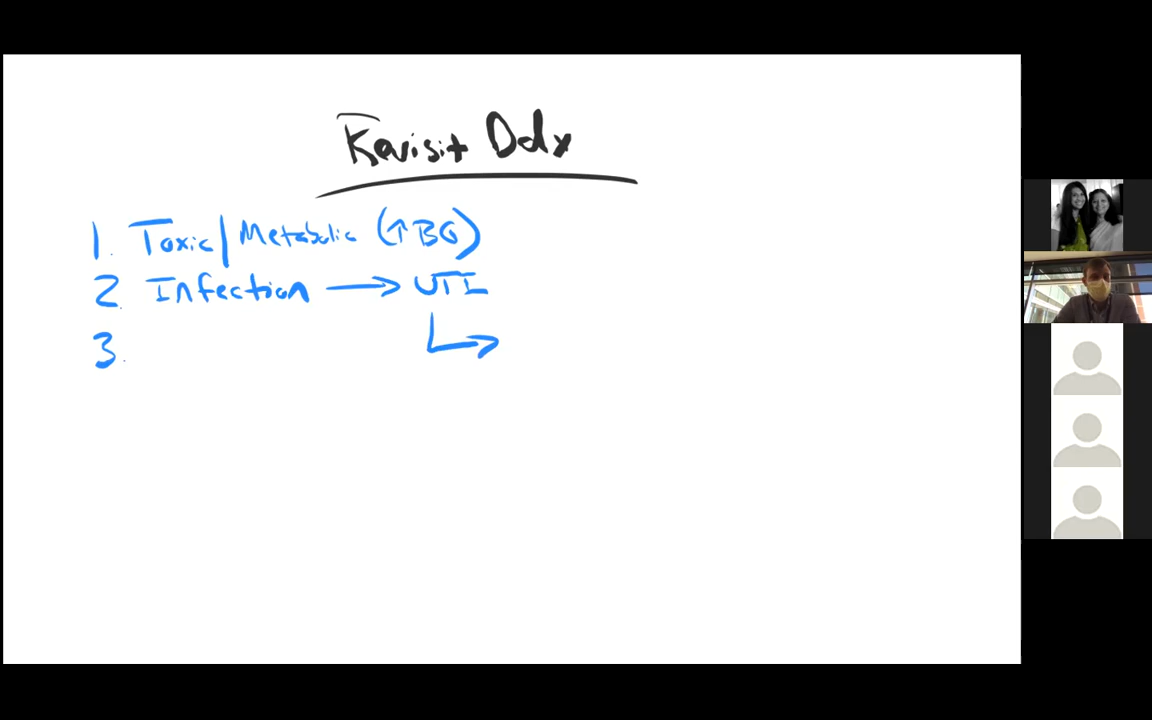 Revisit Ddx
1. Toxic/Metabolic (↑BG)
2. Infection → UTI
3.